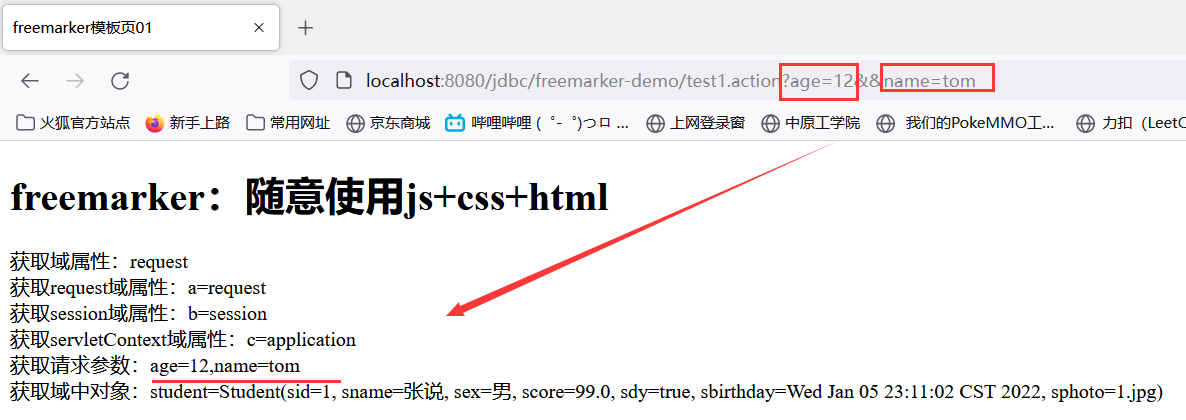 freemarker模板页01
localhost:8080/jdbc/freemarker-demo/test1.action?age=12&&name=tom
火狐官方站点 新手上路 常用网址 京东商城 哔哩哔哩 ( ゜- ゜)つロ ... 上网登录窗 中原工学院 我们的PokeMMO工... 力扣（LeetC
freemarker：随意使用js+css+html
获取域属性：request
获取request域属性：a=request
获取session域属性：b=session
获取servletContext域属性：c=application
获取请求参数：age=12,name=tom
获取域中对象：student=Student(sid=1, sname=张说, sex=男, score=99.0, sdy=true, sbirthday=Wed Jan 05 23:11:02 CST 2022, sphoto=1.jpg)